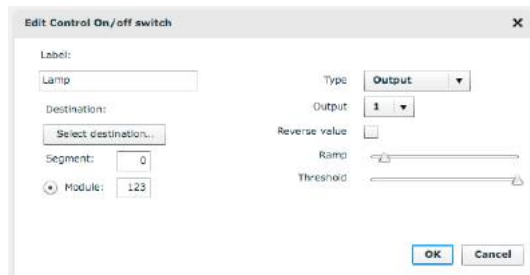 Edit Control On/off switch
Label:
Lamp
Destination:
Select destination...
Segment: 0
Module: 123
Type Output
Output 1
Reverse value
Ramp
Threshold
OK Cancel